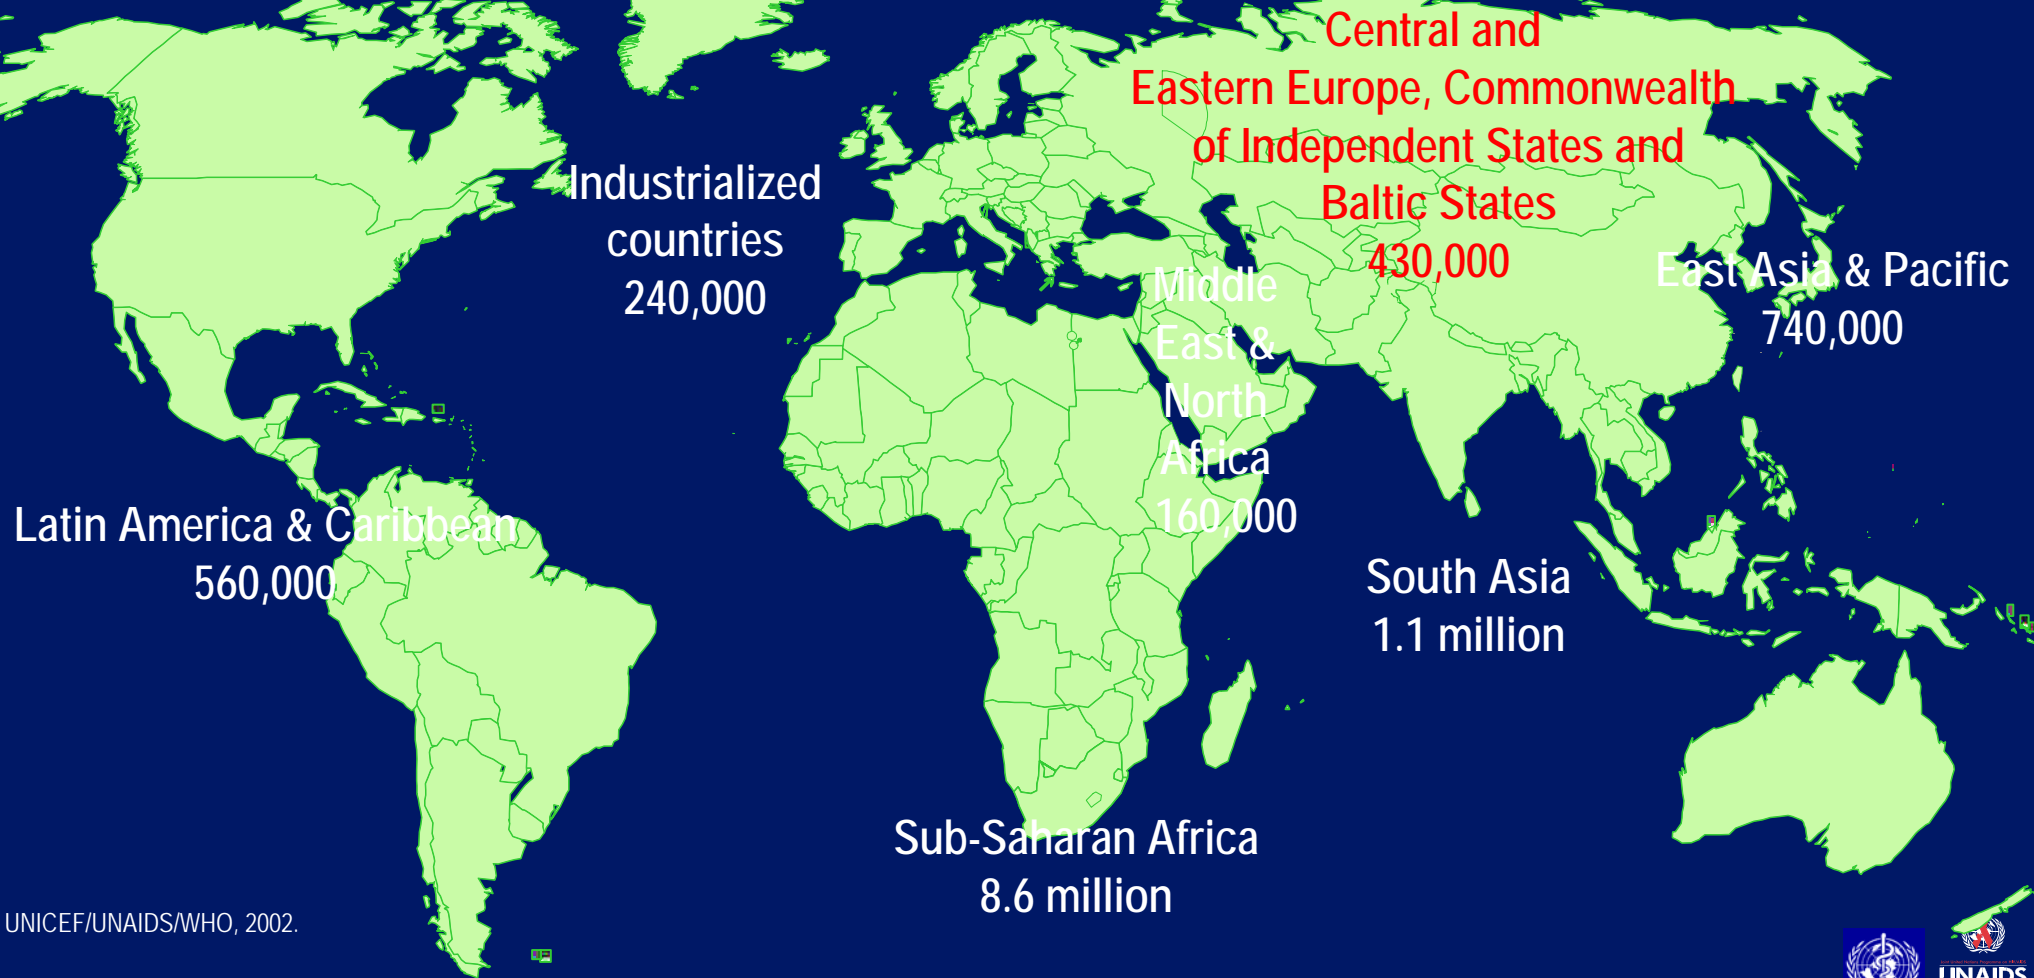 Central and
Eastern Europe, Commonwealth
of Independent States and
Baltic States
430,000
Industrialized
countries
240,000
Middle
East &
North
Africa
160,000
East Asia & Pacific
740,000
Latin America & Caribbean
560,000
South Asia
1.1 million
Sub-Saharan Africa
8.6 million
UNICEF/UNAIDS/WHO, 2002.
UNAIDS